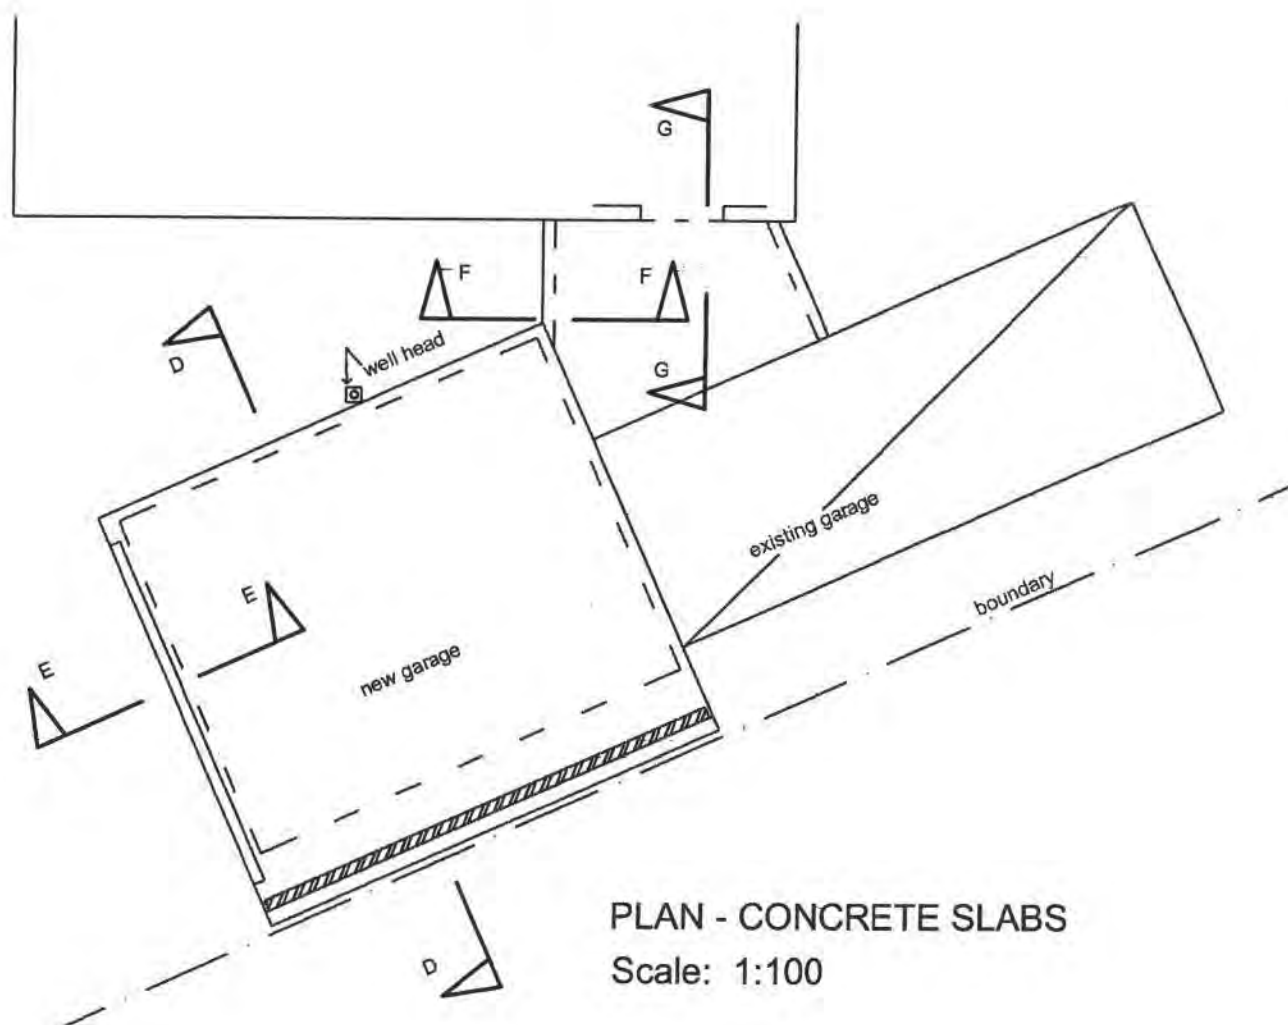 G
F
F
D
well head
G
existing garage
E
boundary
E
new garage
D
PLAN - CONCRETE SLABS
Scale: 1:100